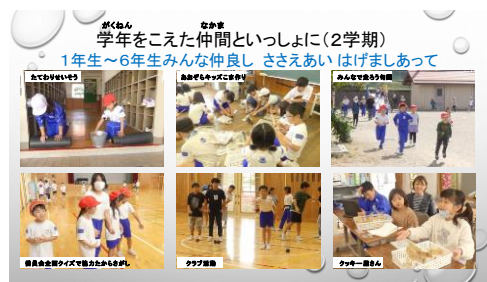 がくねん なかま
学年をこえた仲間といっしょに（２学期）
１年生～６年生みんな仲良し ささえあい はげましあって
たてわりせいそう
あおぞらキッズこま作り
みんなで走ろう旬間
委員会企画クイズで協力たからさがし
クラブ活動
クッキー屋さん